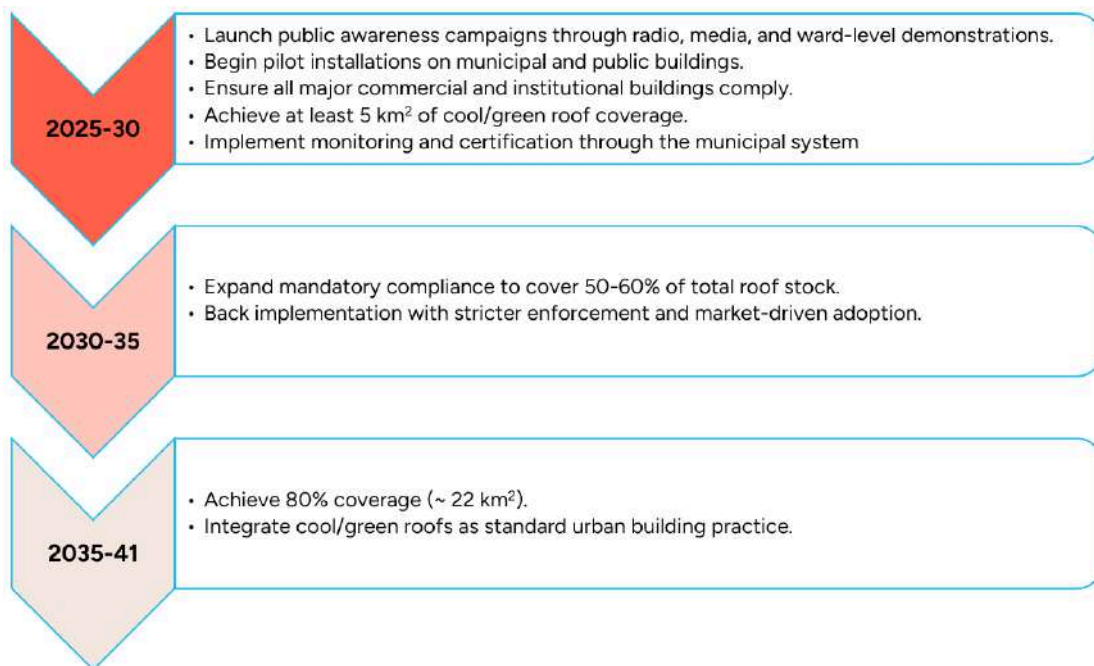 2025-30
• Launch public awareness campaigns through radio, media, and ward-level demonstrations.
• Begin pilot installations on municipal and public buildings.
• Ensure all major commercial and institutional buildings comply.
• Achieve at least 5 km² of cool/green roof coverage.
• Implement monitoring and certification through the municipal system
2030-35
• Expand mandatory compliance to cover 50-60% of total roof stock.
• Back implementation with stricter enforcement and market-driven adoption.
2035-41
• Achieve 80% coverage (~ 22 km²).
• Integrate cool/green roofs as standard urban building practice.